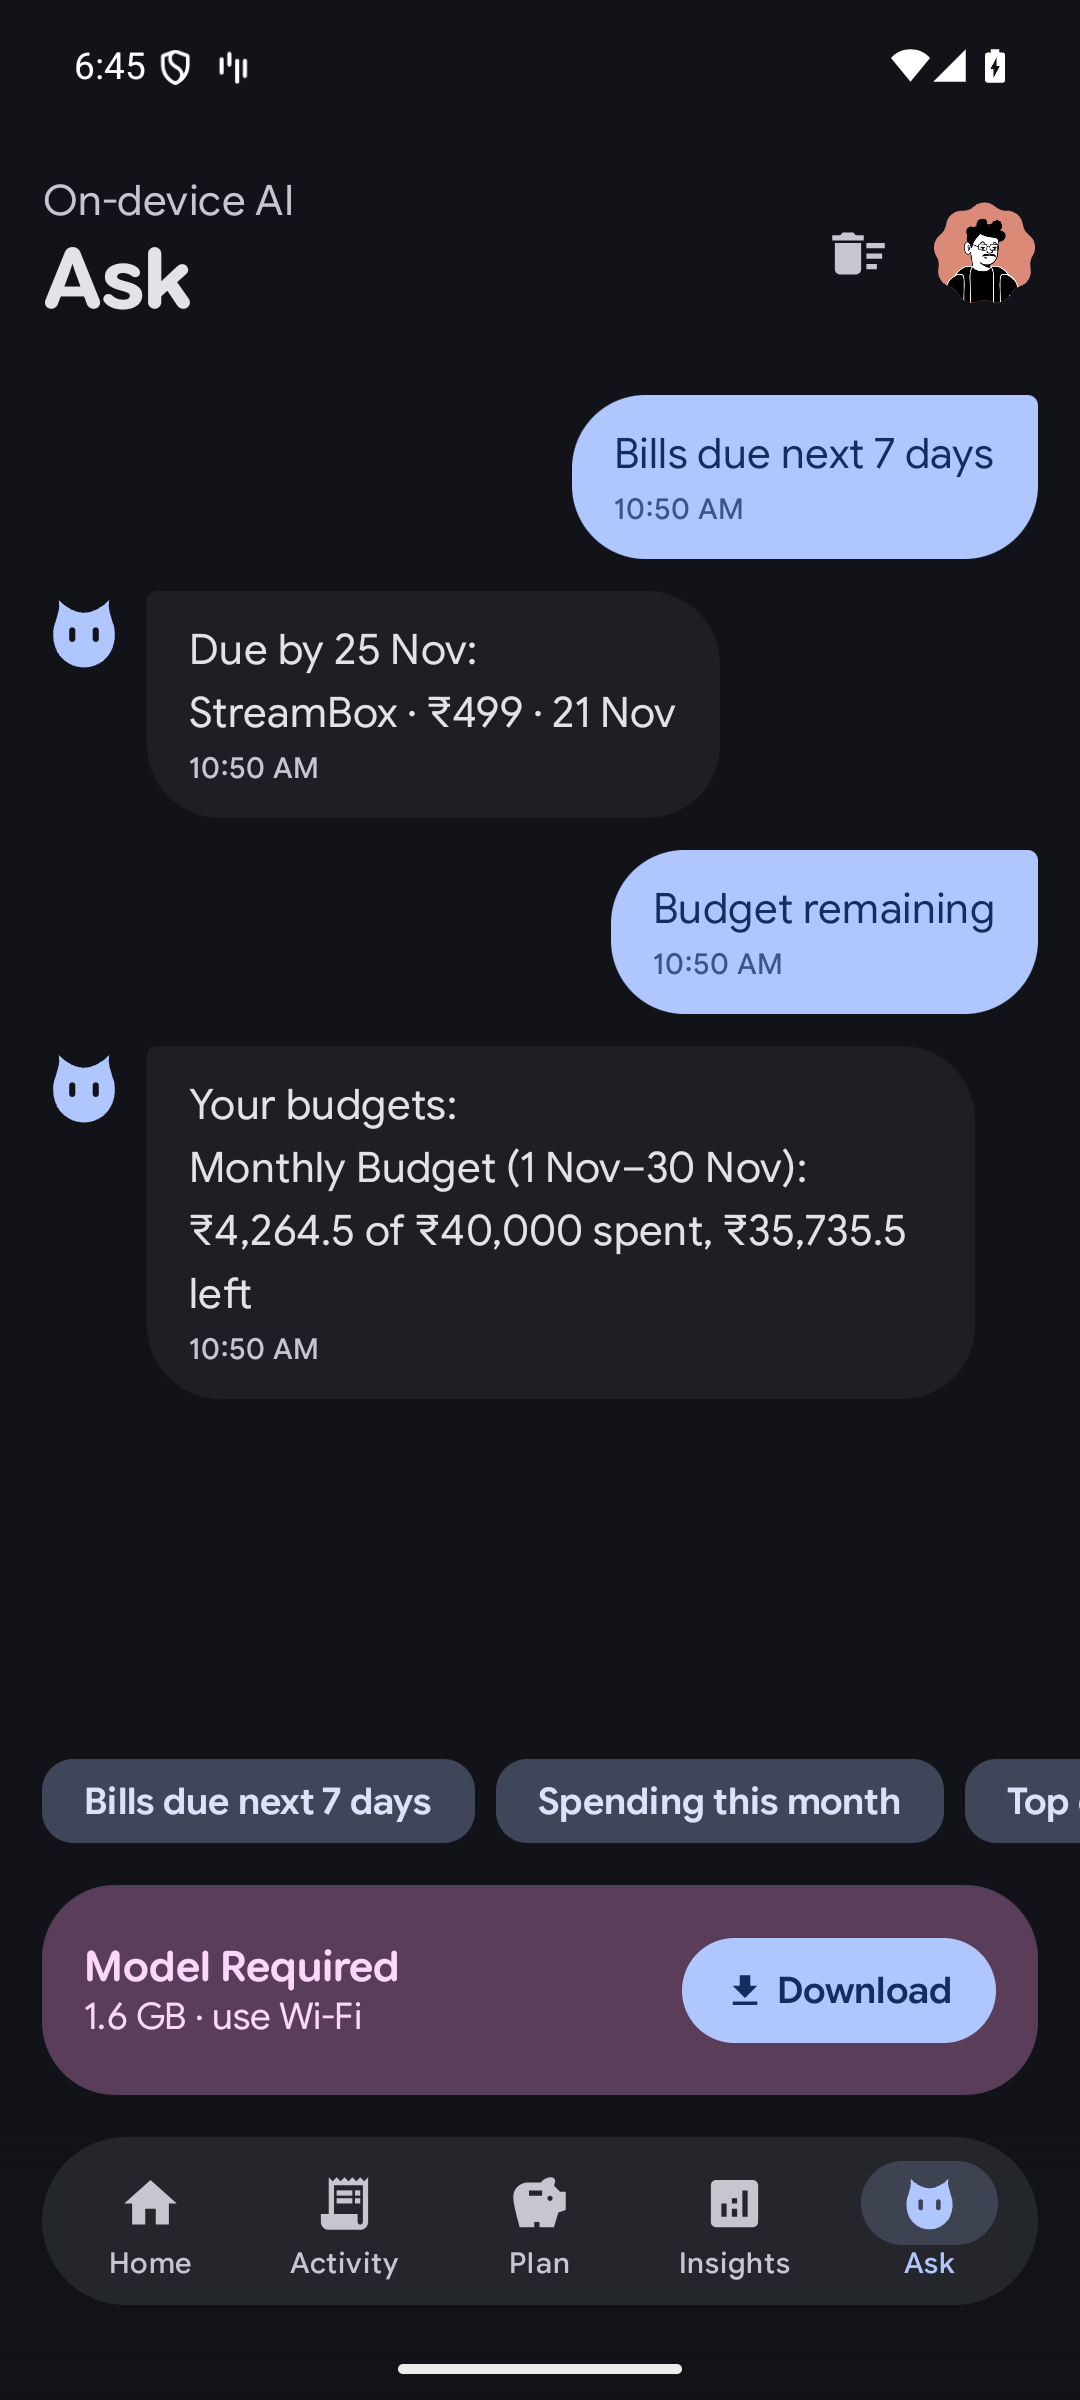 6:45
On-device AI
Ask
Bills due next 7 days
10:50 AM
Due by 25 Nov:
StreamBox · ₹499 · 21 Nov
10:50 AM
Budget remaining
10:50 AM
Your budgets:
Monthly Budget (1 Nov–30 Nov):
₹4,264.5 of ₹40,000 spent, ₹35,735.5
left
10:50 AM
Bills due next 7 days
Spending this month
Top
Model Required
1.6 GB · use Wi-Fi
Download
Home
Activity
Plan
Insights
Ask